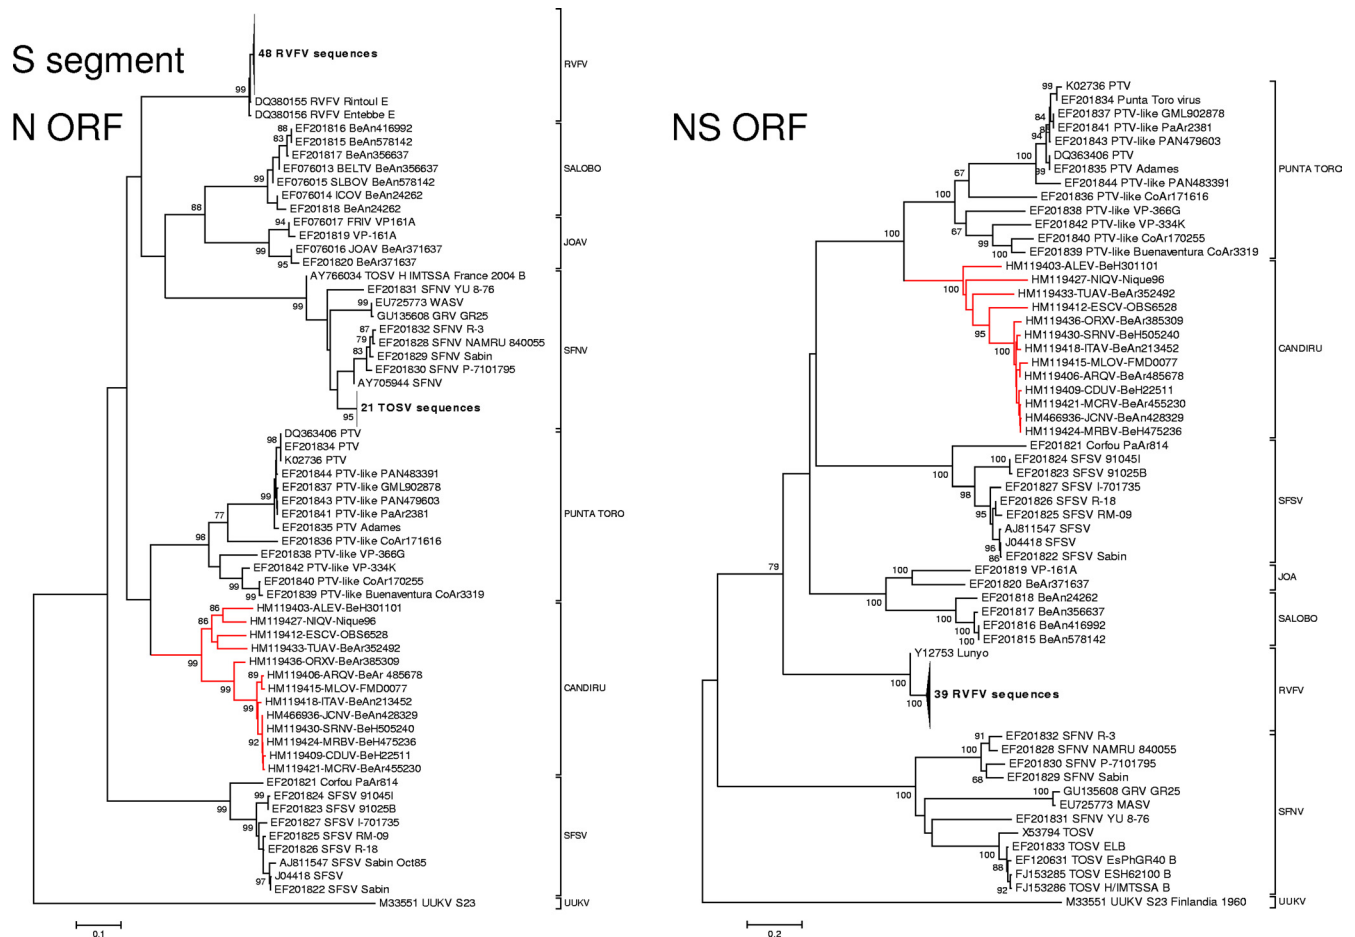 S segment
N ORF
48 RVFV sequences
99
DQ380155 RVFV Rintoul E
DQ380156 RVFV Entebbe E
RVFV
88
83
EF201816 BeAn416992
EF201815 BeAn578142
EF201817 BeAn356637
EF076013 BELTV BeAn356637
99
EF076015 SLBOV BeAn578142
EF076014 ICOV BeAn24262
EF201818 BeAn24262
SALOBO
88
94
EF076017 FRIV VP161A
EF201819 VP-161A
99
EF076016 JOAV BeAr371637
95
EF201820 BeAr371637
JOAV
AY766034 TOSV H IMTSSA France 2004 B
99
EF201831 SFNV YU 8-76
99
EU725773 WASV
GU135608 GRV GR25
87
EF201832 SFNV R-3
79
EF201828 SFNV NAMRU 840055
83
EF201829 SFNV Sabin
EF201830 SFNV P-7101795
AY705944 SFNV
21 TOSV sequences
95
SFNV
DQ363406 PTV
98
EF201834 PTV
K02736 PTV
EF201844 PTV-like PAN483391
EF201837 PTV-like GML902878
99
EF201843 PTV-like PAN479603
EF201841 PTV-like PaAr2381
77
EF201835 PTV Adames
98
EF201836 PTV-like CoAr171616
EF201838 PTV-like VP-366G
EF201842 PTV-like VP-334K
99
EF201840 PTV-like CoAr170255
99
EF201839 PTV-like Buenaventura CoAr3319
PUNTA TORO
86
HM119403-ALEV-BeH301101
86
HM119427-NIQV-Nique96
HM119412-ESCV-OBS6528
HM119433-TUAV-BeAr352492
99
HM119436-ORXV-BeAr385309
99
89
HM119406-ARQV-BeAr 485678
HM119415-MLOV-FMD0077
99
HM119418-ITAV-BeAn213452
HM466936-JCNV-BeAn428329
HM119430-SRNV-BeH505240
92
HM119424-MRBV-BeH475236
HM119409-CDUV-BeH22511
HM119421-MCRV-BeAr455230
CANDIRU
EF201821 Corfou PaAr814
99
99
EF201824 SFSV 91045I
EF201823 SFSV 91025B
99
EF201827 SFSV I-701735
EF201825 SFSV RM-09
EF201826 SFSV R-18
AJ811547 SFSV Sabin Oct85
97
J04418 SFSV
EF201822 SFSV Sabin
SFSV
M33551 UUKV S23
UUKV
0.1
NS ORF
99
K02736 PTV
EF201834 Punta Toro virus
84
EF201837 PTV-like GML902878
EF201841 PTV-like PaAr2381
94
EF201843 PTV-like PAN479603
100
DQ363406 PTV
99
EF201835 PTV Adames
67
EF201844 PTV-like PAN483391
100
EF201836 PTV-like CoAr171616
EF201838 PTV-like VP-366G
67
EF201842 PTV-like VP-334K
100
99
EF201840 PTV-like CoAr170255
100
EF201839 PTV-like Buenaventura CoAr3319
PUNTA TORO
HM119403-ALEV-BeH301101
100
HM119427-NIQV-Nique96
HM119433-TUAV-BeAr352492
HM119412-ESCV-OBS6528
95
HM119436-ORXV-BeAr385309
HM119430-SRNV-BeH505240
100
HM119418-ITAV-BeAn213452
HM119415-MLOV-FMD0077
HM119406-ARQV-BeAr485678
HM119409-CDUV-BeH22511
HM119421-MCRV-BeAr455230
HM466936-JCNV-BeAn428329
HM119424-MRBV-BeH475236
CANDIRU
EF201821 Corfou PaAr814
100
100
EF201824 SFSV 91045I
EF201823 SFSV 91025B
98
EF201827 SFSV I-701735
EF201826 SFSV R-18
95
EF201825 SFSV RM-09
AJ811547 SFSV
96
J04418 SFSV
86
EF201822 SFSV Sabin
SFSV
79
100
EF201819 VP-161A
EF201820 BeAr371637
JOA
100
EF201818 BeAn24262
100
EF201817 BeAn356637
100
EF201816 BeAn416992
100
EF201815 BeAn578142
SALOBO
Y12753 Lunyo
100
39 RVFV sequences
100
RVFV
91
EF201832 SFNV R-3
100
EF201828 SFNV NAMRU 840055
EF201830 SFNV P-7101795
68
EF201829 SFNV Sabin
100
100
GU135608 GRV GR25
EU725773 MASV
EF201831 SFNV YU 8-76
X53794 TOSV
100
EF201833 TOSV ELB
88
EF120631 TOSV EsPhGR40 B
FJ153285 TOSV ESH62100 B
92
FJ153286 TOSV H/IMTSSA B
SFNV
M33551 UUKV S23 Finlandia 1960
UUKV
0.2